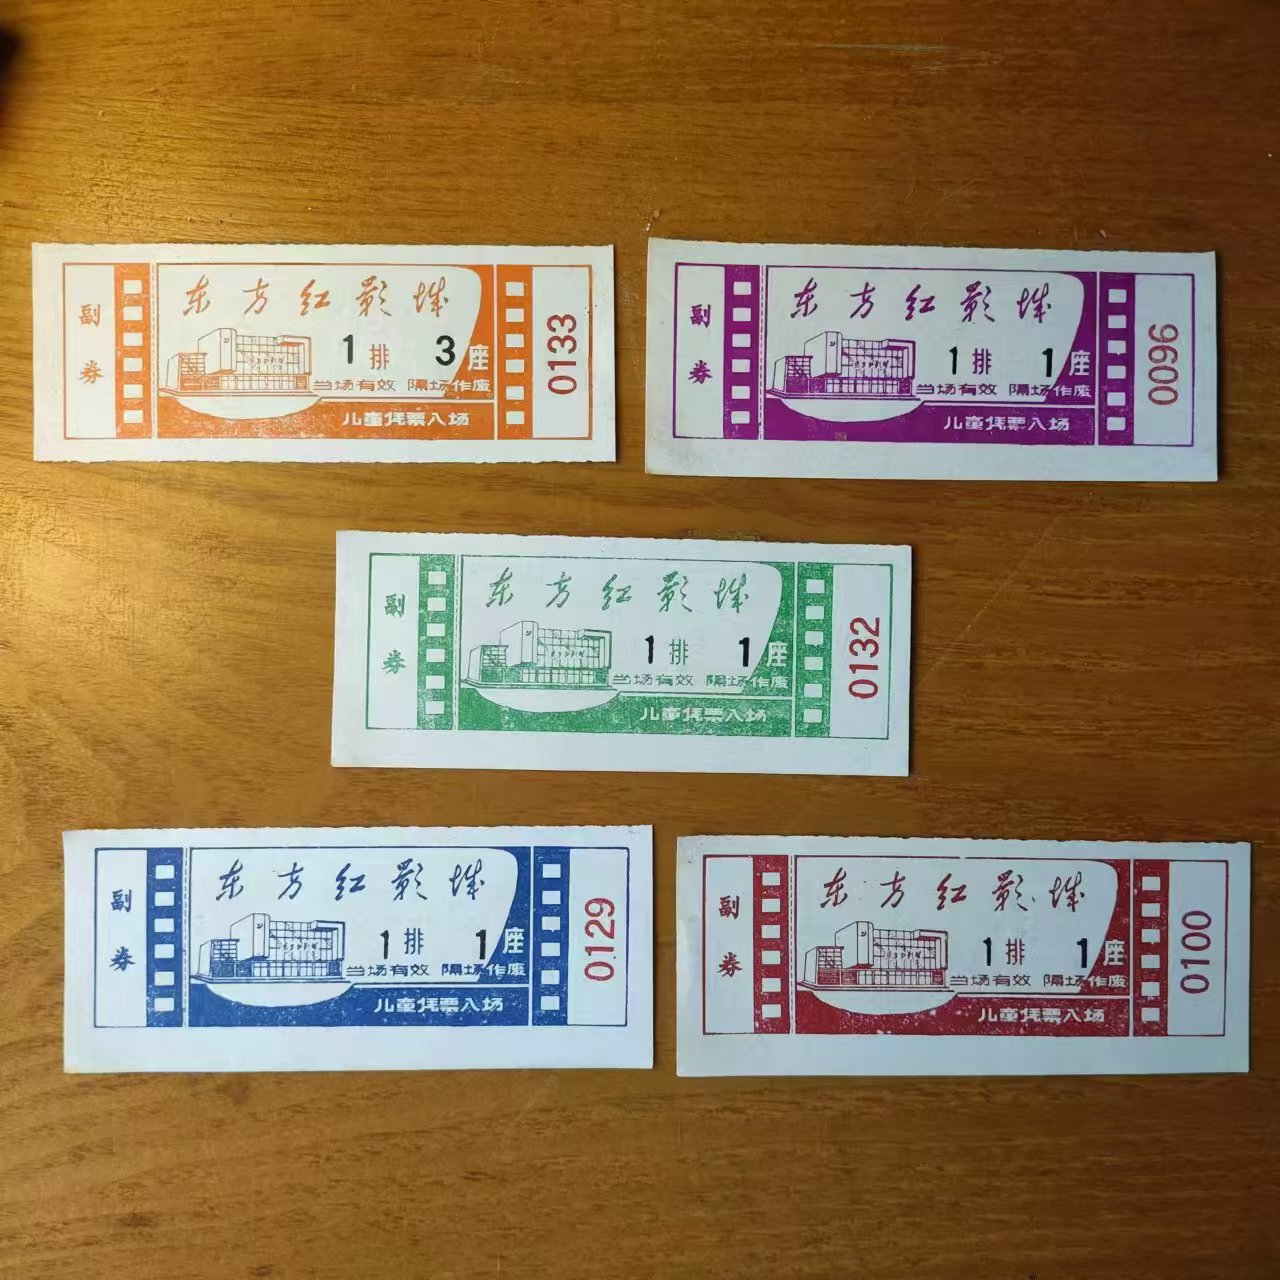 副券
东方红影城
1排 3座
当场有效 隔场作废
儿童凭票入场
0133
副券
东方红影城
1排 1座
当场有效 隔场作废
儿童凭票入场
0096
副券
东方红影城
1排 1座
当场有效 隔场作废
儿童凭票入场
0132
副券
东方红影城
1排 1座
当场有效 隔场作废
儿童凭票入场
0129
副券
东方红影城
1排 1座
当场有效 隔场作废
儿童凭票入场
0100